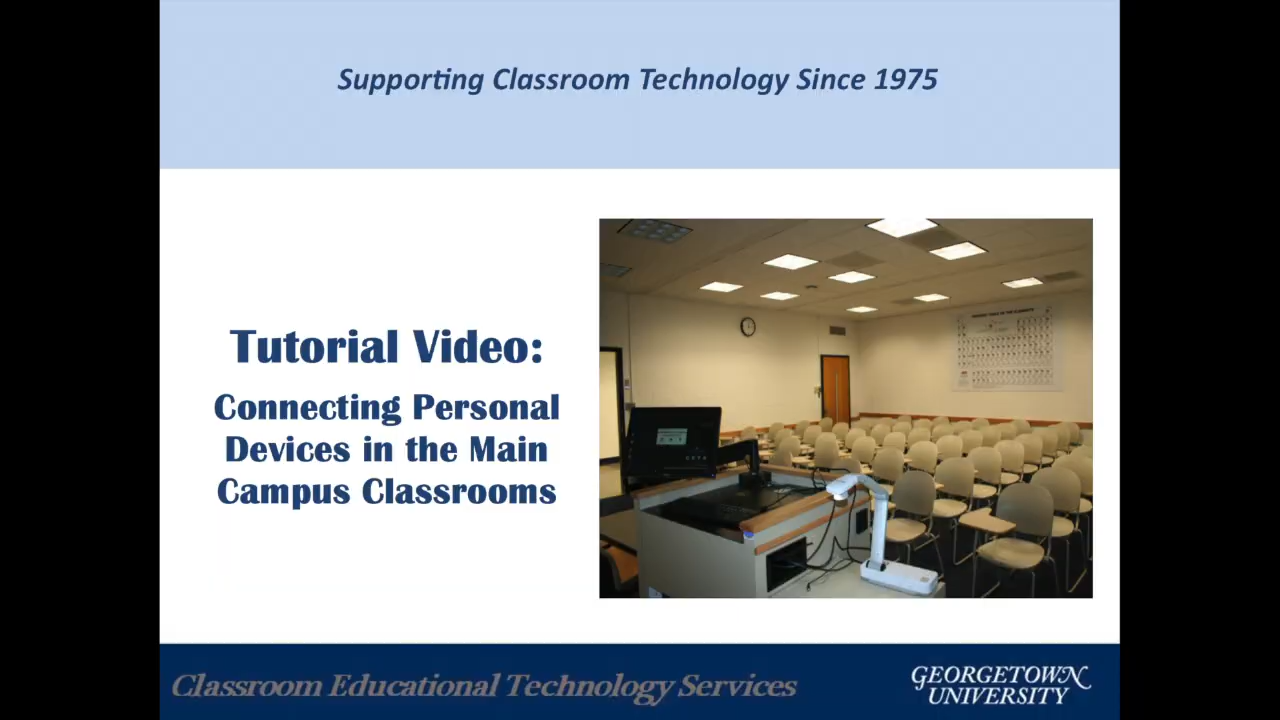 Supporting Classroom Technology Since 1975
Tutorial Video:
Connecting Personal
Devices in the Main
Campus Classrooms
Classroom Educational Technology Services
GEORGETOWN
UNIVERSITY